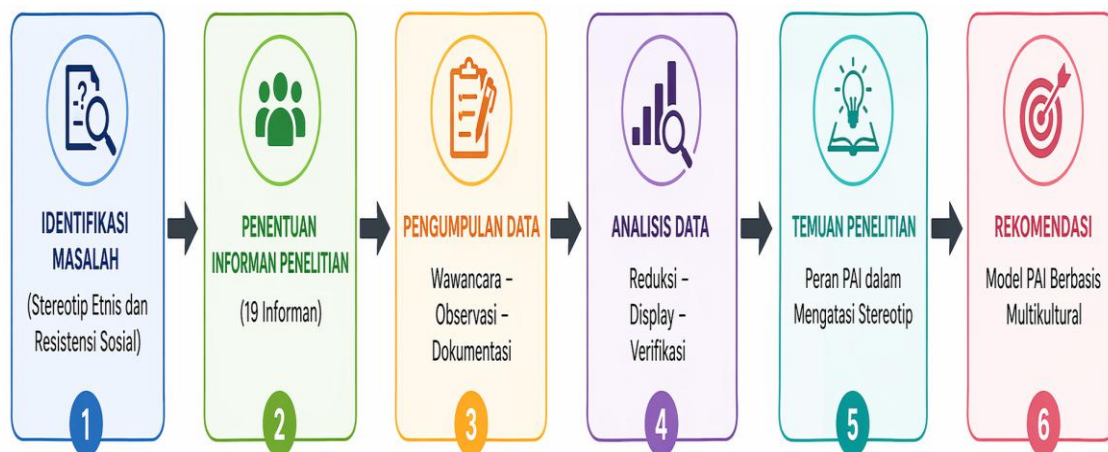 ?
IDENTIFIKASI
MASALAH
(Stereotip Etnis dan
Resistensi Sosial)
1
PENENTUAN
INFORMAN PENELITIAN
(19 Informan)
2
PENGUMPULAN DATA
Wawancara –
Observasi –
Dokumentasi
3
ANALISIS DATA
Reduksi –
Display –
Verifikasi
4
TEMUAN PENELITIAN
Peran PAI dalam
Mengatasi Stereotip
5
REKOMENDASI
Model PAI Berbasis
Multikultural
6